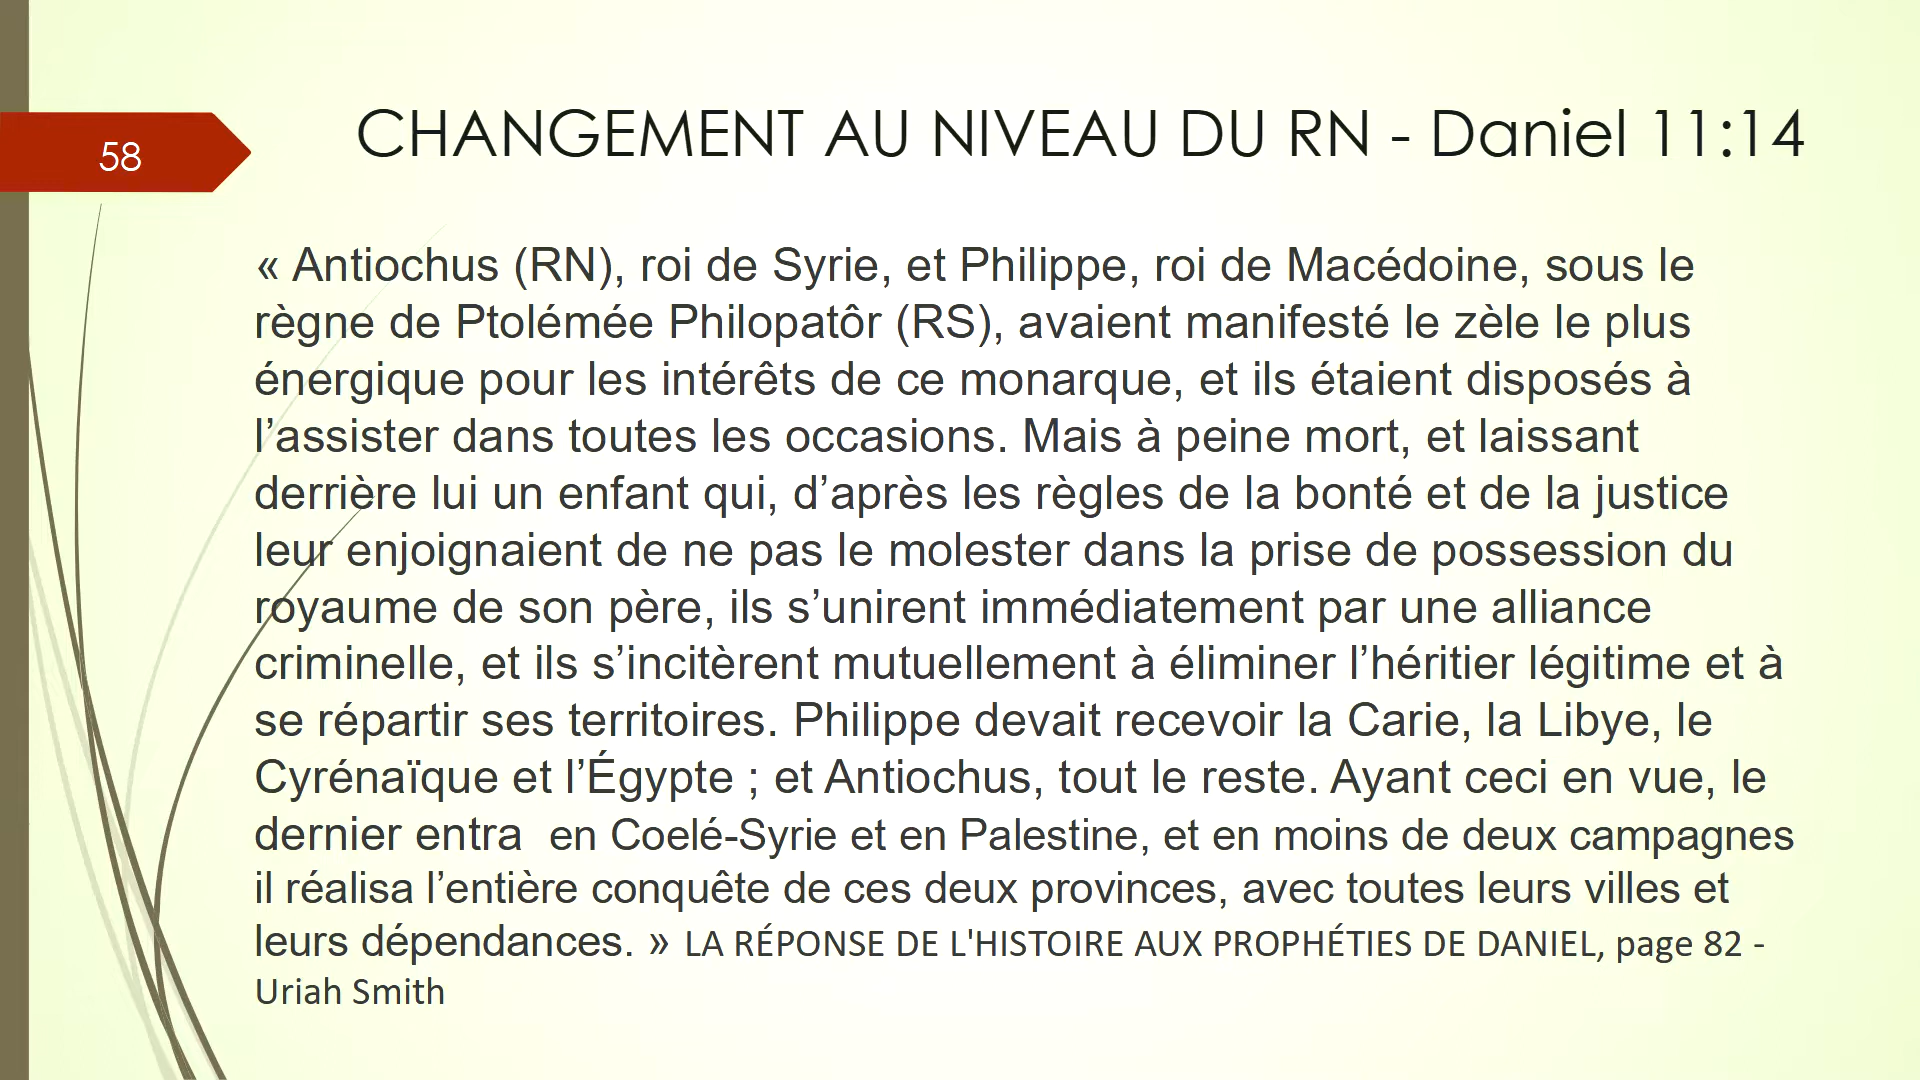 58
CHANGEMENT AU NIVEAU DU RN - Daniel 11:14
« Antiochus (RN), roi de Syrie, et Philippe, roi de Macédoine, sous le
règne de Ptolémée Philopatôr (RS), avaient manifesté le zèle le plus
énergique pour les intérêts de ce monarque, et ils étaient disposés à
l’assister dans toutes les occasions. Mais à peine mort, et laissant
derrière lui un enfant qui, d’après les règles de la bonté et de la justice
leur enjoignaient de ne pas le molester dans la prise de possession du
royaume de son père, ils s’unirent immédiatement par une alliance
criminelle, et ils s’incitèrent mutuellement à éliminer l’héritier légitime et à
se répartir ses territoires. Philippe devait recevoir la Carie, la Libye, le
Cyrénaïque et l’Égypte ; et Antiochus, tout le reste. Ayant ceci en vue, le
dernier entra  en Coelé-Syrie et en Palestine, et en moins de deux campagnes
il réalisa l’entière conquête de ces deux provinces, avec toutes leurs villes et
leurs dépendances. » LA RÉPONSE DE L'HISTOIRE AUX PROPHÉTIES DE DANIEL, page 82 -
Uriah Smith